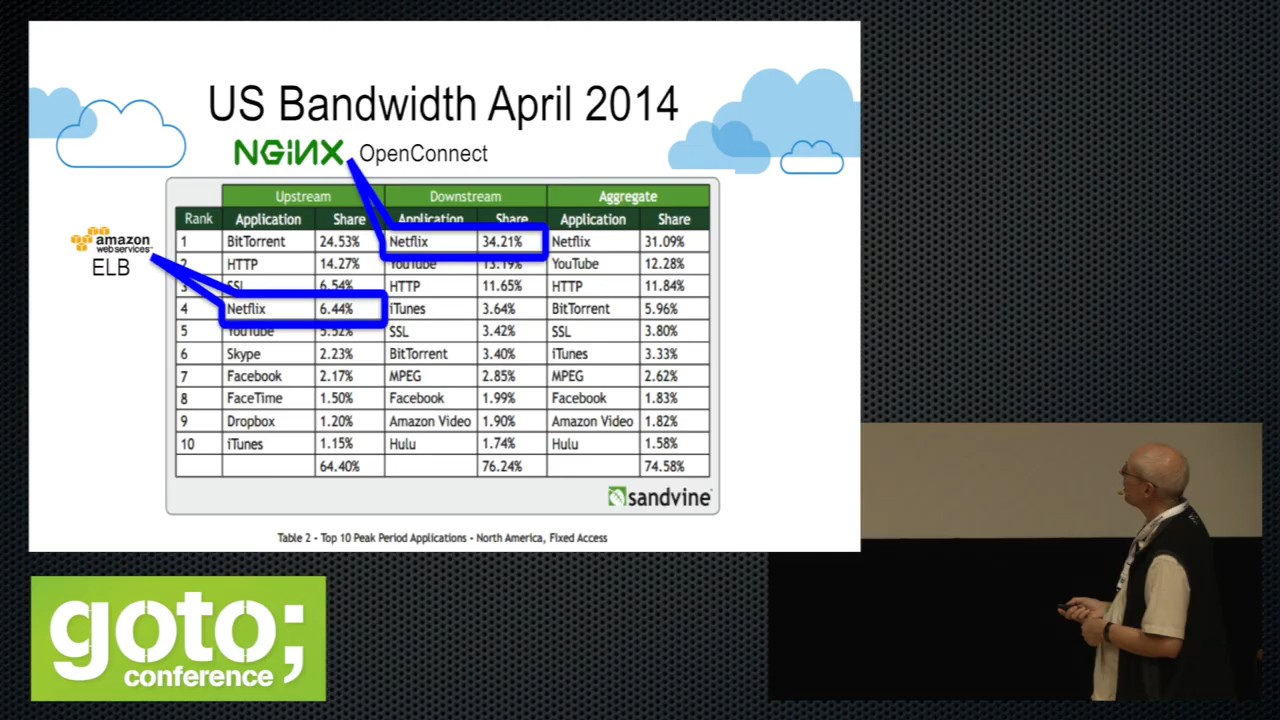 US Bandwidth April 2014
NGiNX OpenConnect
amazon
web services™
ELB
Upstream Downstream Aggregate
Rank Application Share Application Share Application Share
1 BitTorrent 24.53% Netflix 34.21% Netflix 31.09%
2 HTTP 14.27% YouTube 13.19% YouTube 12.28%
3 SSL 6.54% HTTP 11.65% HTTP 11.84%
4 Netflix 6.44% iTunes 3.64% BitTorrent 5.96%
5 YouTube 5.52% SSL 3.42% SSL 3.80%
6 Skype 2.23% BitTorrent 3.40% iTunes 3.33%
7 Facebook 2.17% MPEG 2.85% MPEG 2.62%
8 FaceTime 1.50% Facebook 1.99% Facebook 1.83%
9 Dropbox 1.20% Amazon Video 1.90% Amazon Video 1.82%
10 iTunes 1.15% Hulu 1.74% Hulu 1.58%
64.40% 76.24% 74.58%
sandvine
Table 2 - Top 10 Peak Period Applications - North America, Fixed Access
goto;
conference